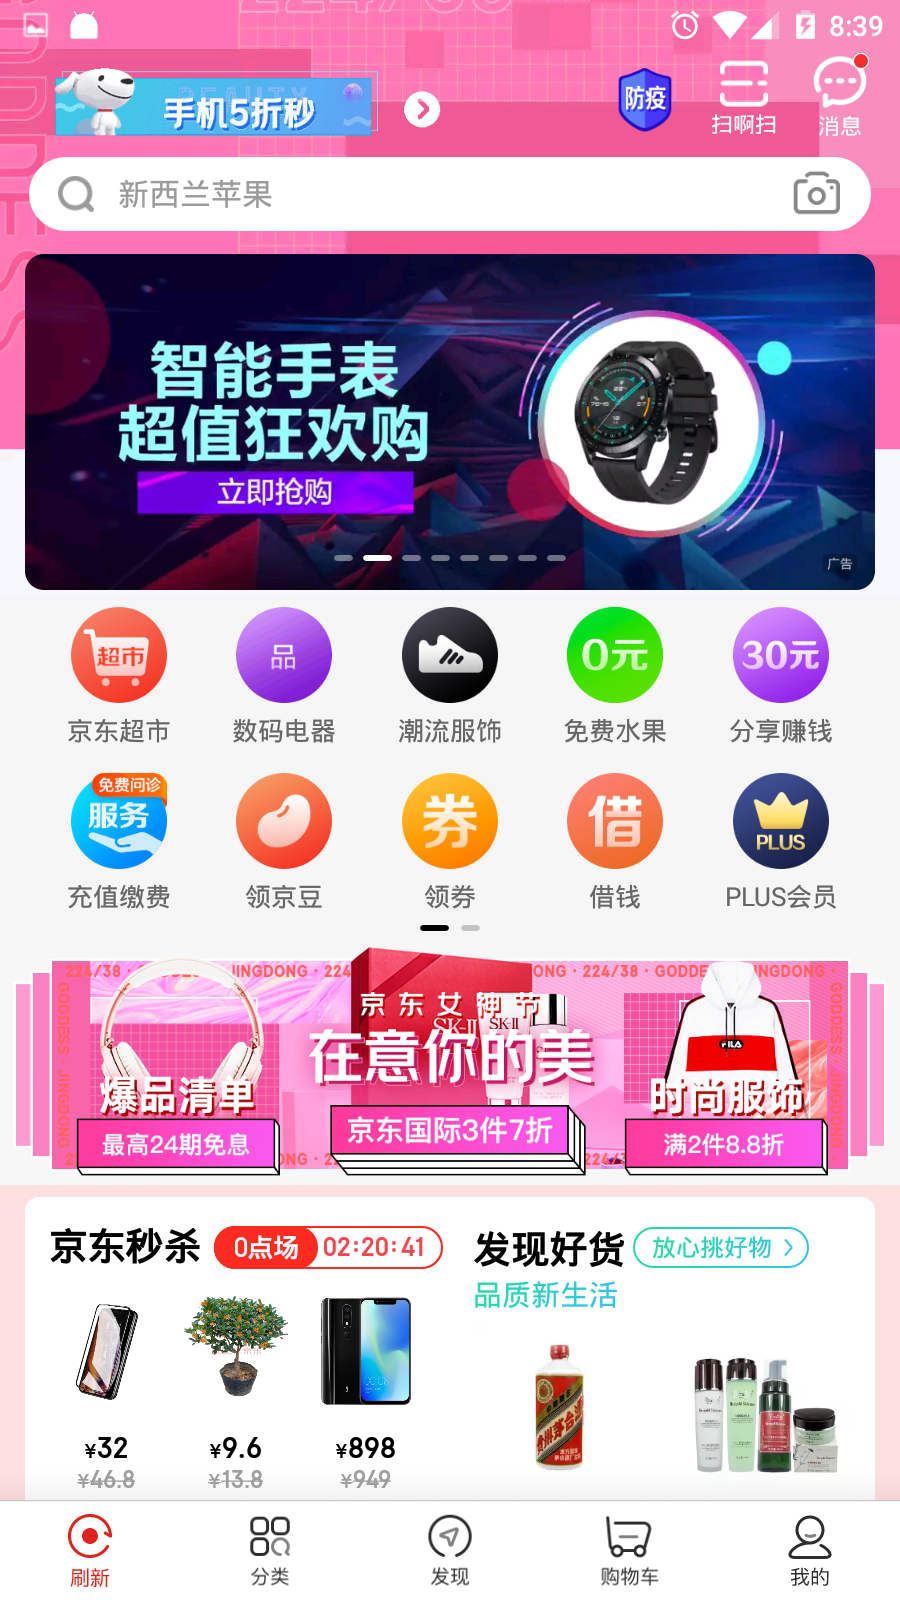 8:39
手机5折秒
防疫
扫啊扫
消息
新西兰苹果
智能手表
超值狂欢购
立即抢购
广告
超市
品
0元
30元
京东超市
数码电器
潮流服饰
免费水果
分享赚钱
免费问诊
服务
券
借
PLUS
充值缴费
领京豆
领券
借钱
PLUS会员
京东女神节
SK-II
SK-II
在意你的美
京东国际3件7折
爆品清单
最高24期免息
FILA
时尚服饰
满2件8.8折
京东秒杀
0点场
02:20:41
发现好货
放心挑好物
品质新生活
¥32
¥9.6
¥898
¥46.8
¥13.8
¥949
刷新
分类
发现
购物车
我的